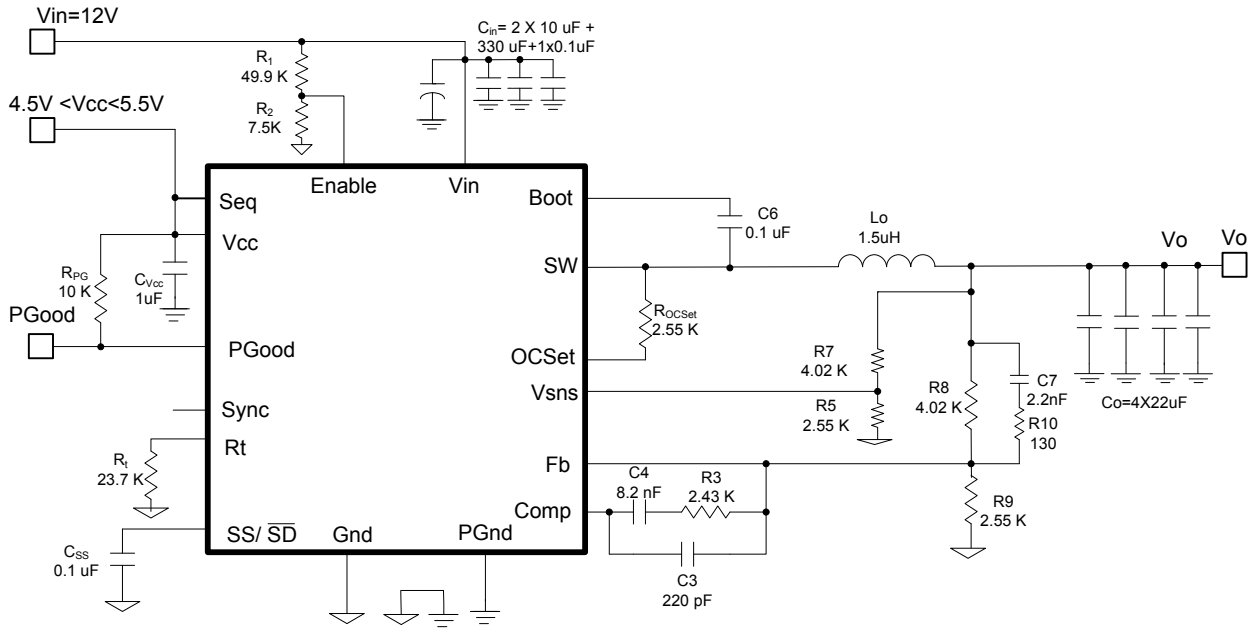 Vin=12V
Cin= 2 X 10 uF +
330 uF+1x0.1uF
R1
49.9 K
4.5V <Vcc<5.5V
R2
7.5K
Enable
Vin
Seq
Boot
C6
0.1 uF
Lo
1.5uH
Vo
Vo
Vcc
SW
RPG
10 K
CVcc
1uF
ROCSet
2.55 K
PGood
PGood
OCSet
R7
4.02 K
Vsns
R8
4.02 K
C7
2.2nF
Co=4X22uF
R5
2.55 K
R10
130
Sync
Rt
Rt
23.7 K
Fb
C4
8.2 nF
R3
2.43 K
R9
2.55 K
Comp
SS/ SD
Gnd
PGnd
CSS
0.1 uF
C3
220 pF